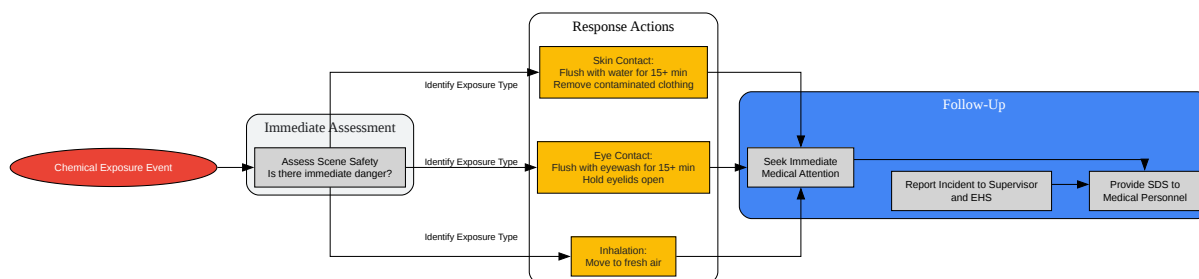 Response Actions
Skin Contact:
Flush with water for 15+ min
Remove contaminated clothing
Identify Exposure Type
Follow-Up
Immediate Assessment
Chemical Exposure Event
Assess Scene Safety
Is there immediate danger?
Identify Exposure Type
Eye Contact:
Flush with eyewash for 15+ min
Hold eyelids open
Seek Immediate
Medical Attention
Report Incident to Supervisor
and EHS
Provide SDS to
Medical Personnel
Identify Exposure Type
Inhalation:
Move to fresh air